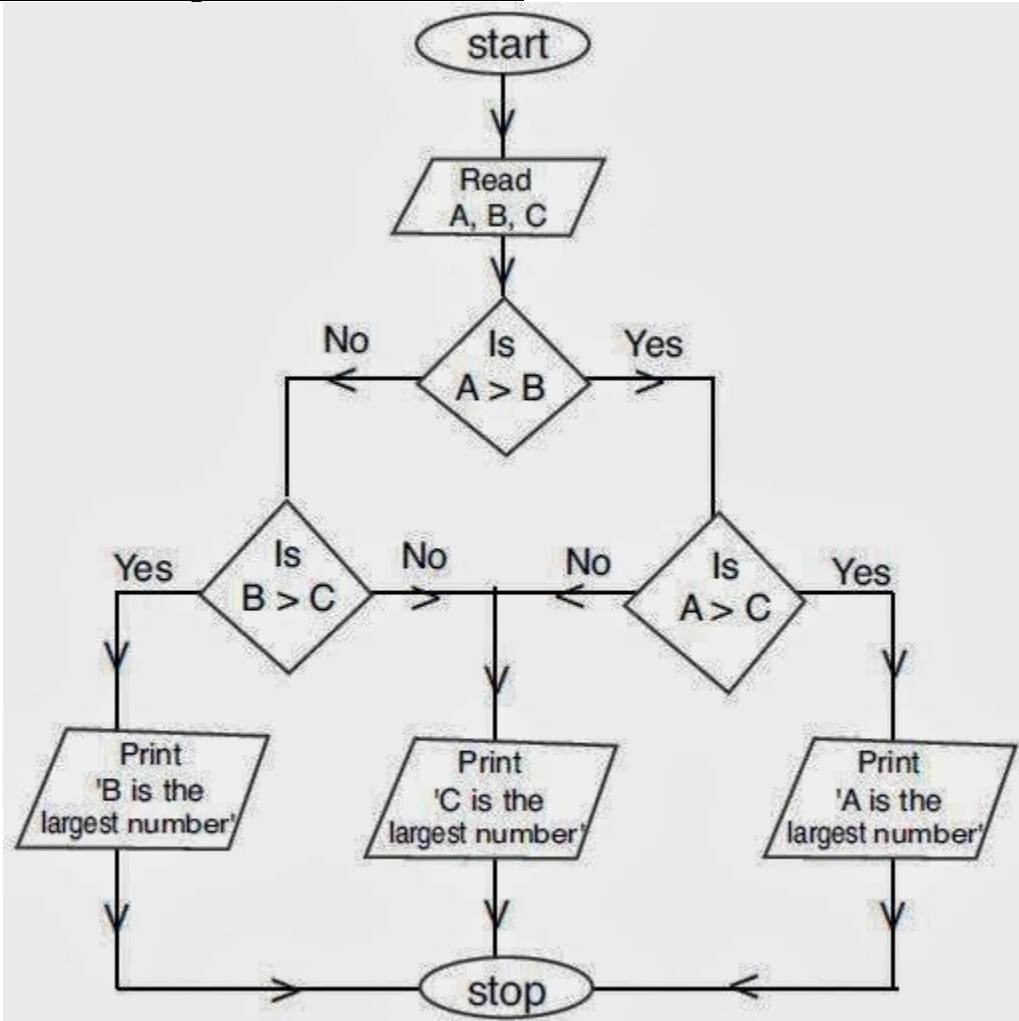 start
Read
A, B, C
Is
A > B
No
Yes
Is
B > C
Yes
No
Is
A > C
No
Yes
Print
'B is the
largest number'
Print
'C is the
largest number'
Print
'A is the
largest number'
stop